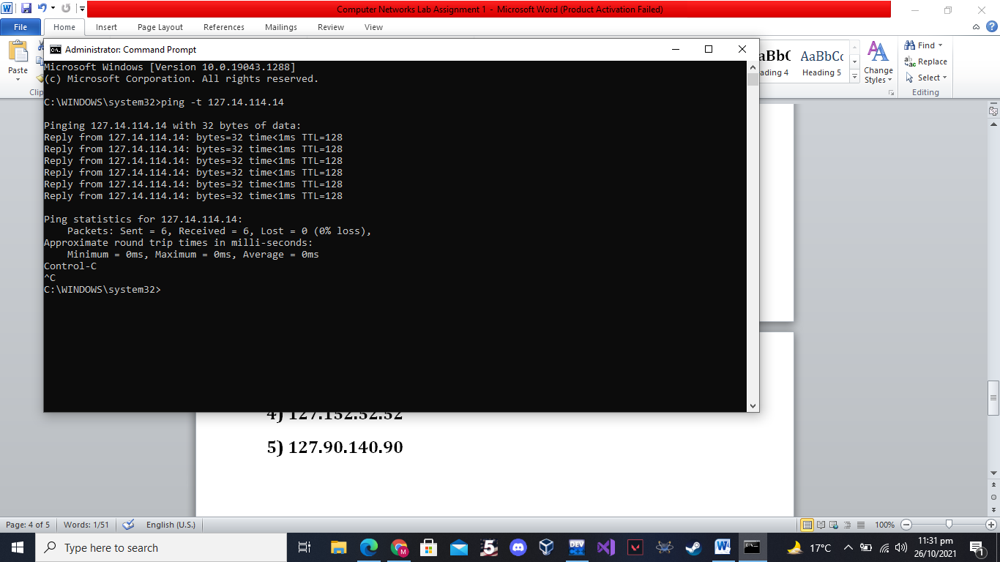 Computer Networks Lab Assignment 1 - Microsoft Word (Product Activation Failed)
File Home Insert Page Layout References Mailings Review View
Administrator: Command Prompt
Paste
Microsoft Windows [Version 10.0.19043.1288]
(c) Microsoft Corporation. All rights reserved.
C:\WINDOWS\system32>ping -t 127.14.114.14
Pinging 127.14.114.14 with 32 bytes of data:
Reply from 127.14.114.14: bytes=32 time<1ms TTL=128
Reply from 127.14.114.14: bytes=32 time<1ms TTL=128
Reply from 127.14.114.14: bytes=32 time<1ms TTL=128
Reply from 127.14.114.14: bytes=32 time<1ms TTL=128
Reply from 127.14.114.14: bytes=32 time<1ms TTL=128
Reply from 127.14.114.14: bytes=32 time<1ms TTL=128
Ping statistics for 127.14.114.14:
Packets: Sent = 6, Received = 6, Lost = 0 (0% loss),
Approximate round trip times in milli-seconds:
Minimum = 0ms, Maximum = 0ms, Average = 0ms
Control-C
^C
C:\WINDOWS\system32>
AaBbCc
Heading 5
Change
Styles
Find
Replace
Select
Editing
4) 127.152.52.52
5) 127.90.140.90
Page: 4 of 5 Words: 1/51 English (U.S.) 100%
Type here to search
DEV
17°C
11:31 pm
26/10/2021
1